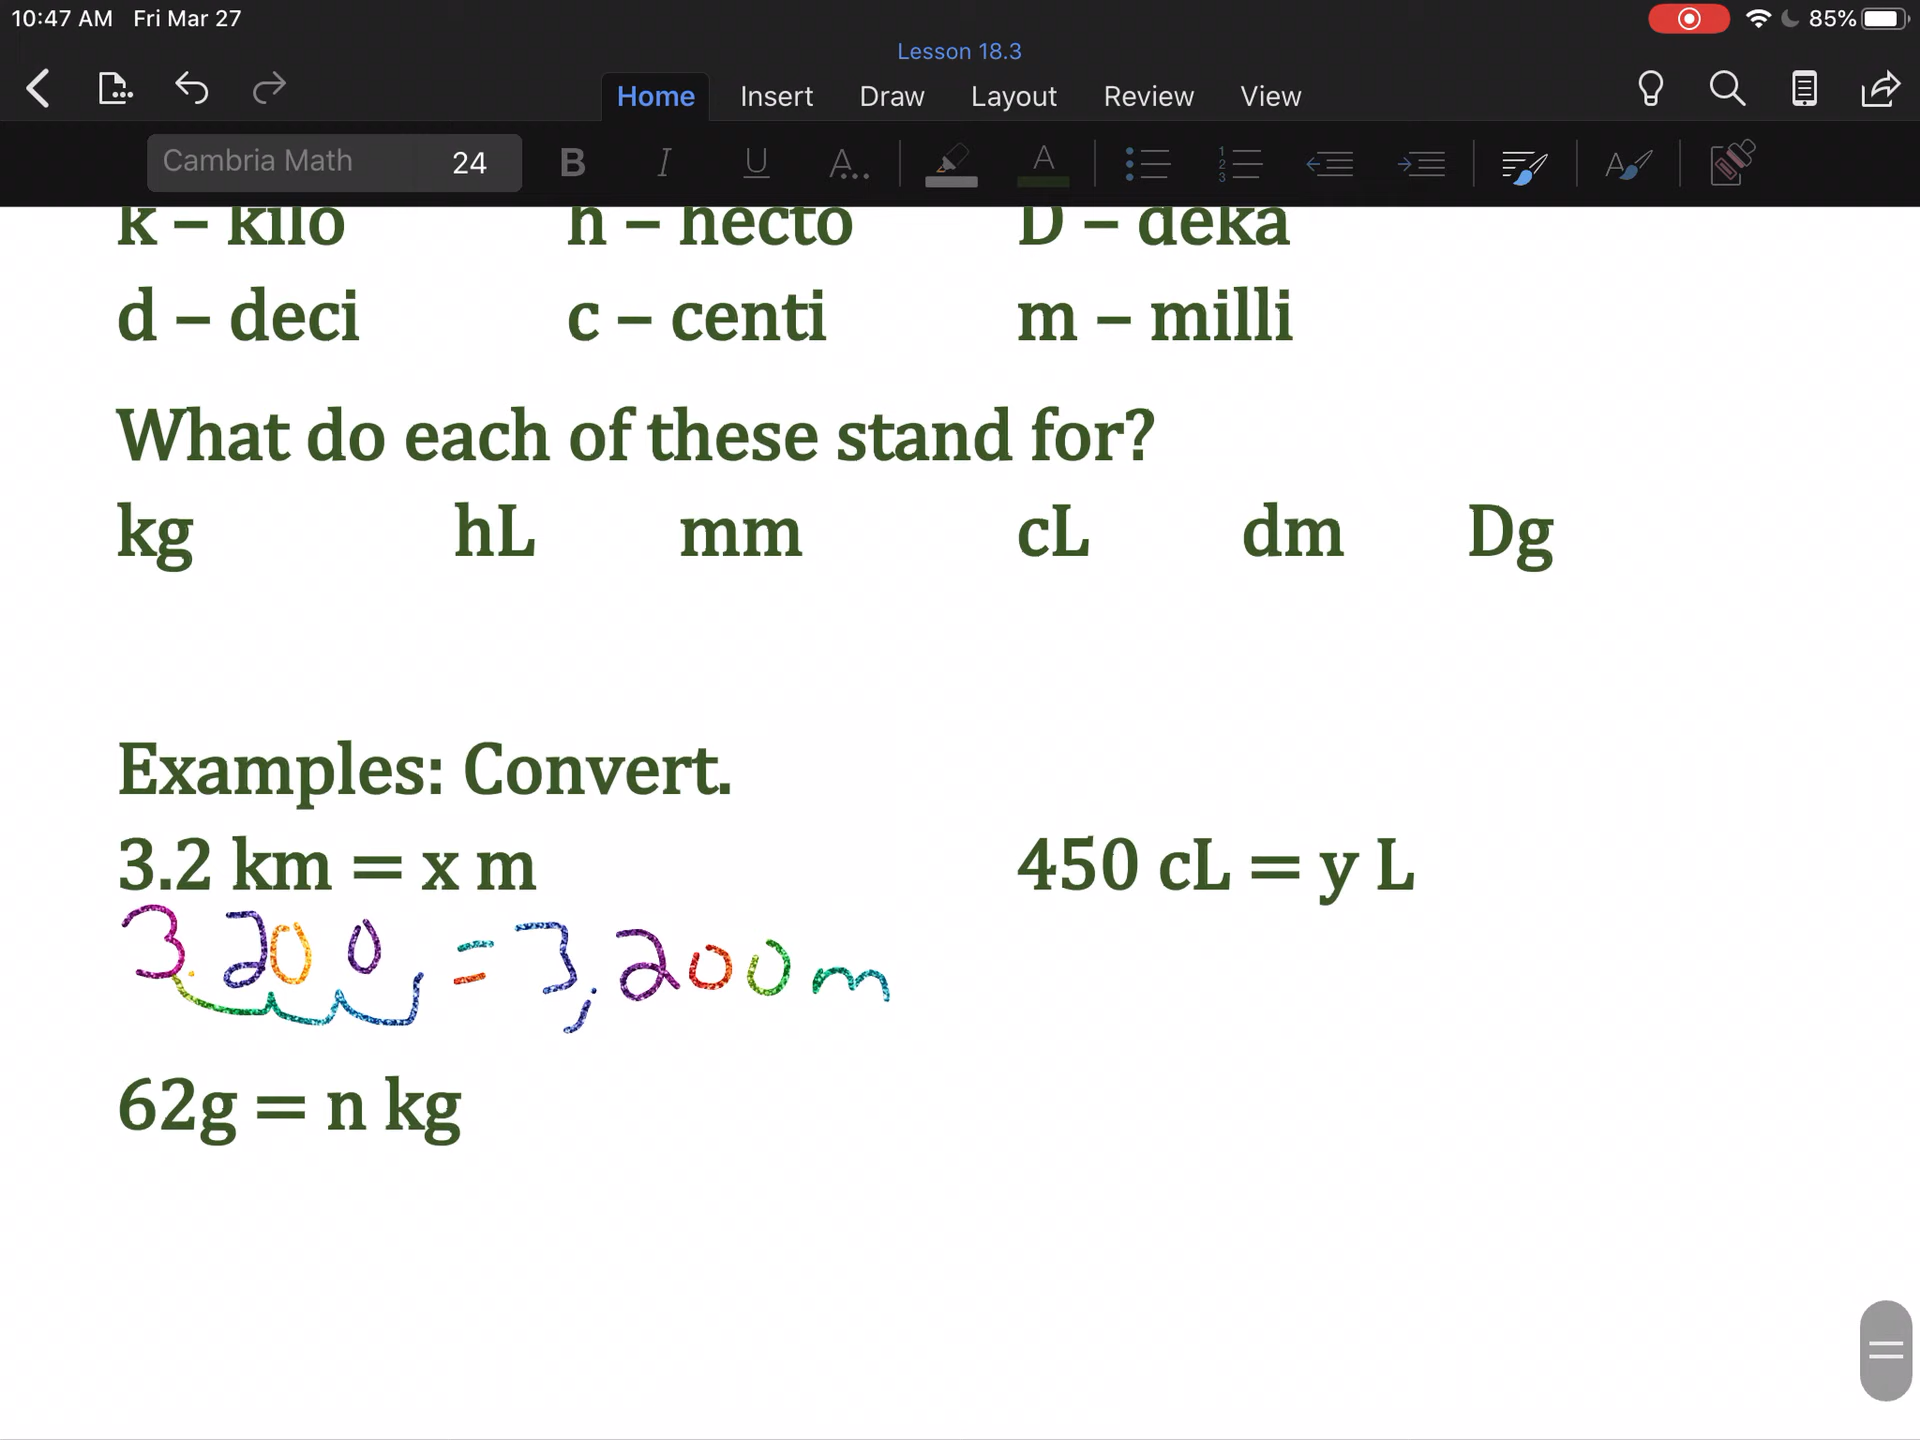 10:47 AM Fri Mar 27 85%
Lesson 18.3
Home Insert Draw Layout Review View
Cambria Math 24 B I U A... A
k – kilo h – hecto D – deka
d – deci c – centi m – milli
What do each of these stand for?
kg hL mm cL dm Dg
Examples: Convert.
3.2 km = x m 450 cL = y L
3.200 = 3,200m
62g = n kg